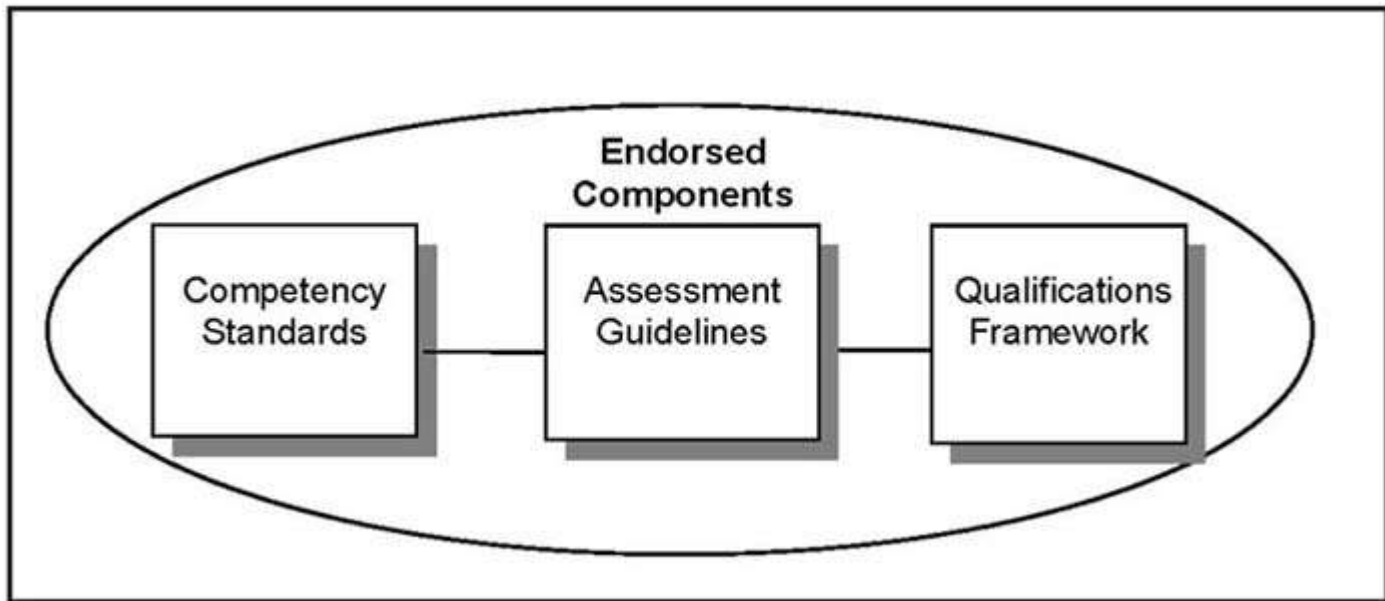 Endorsed
Components
Competency
Standards
Assessment
Guidelines
Qualifications
Framework